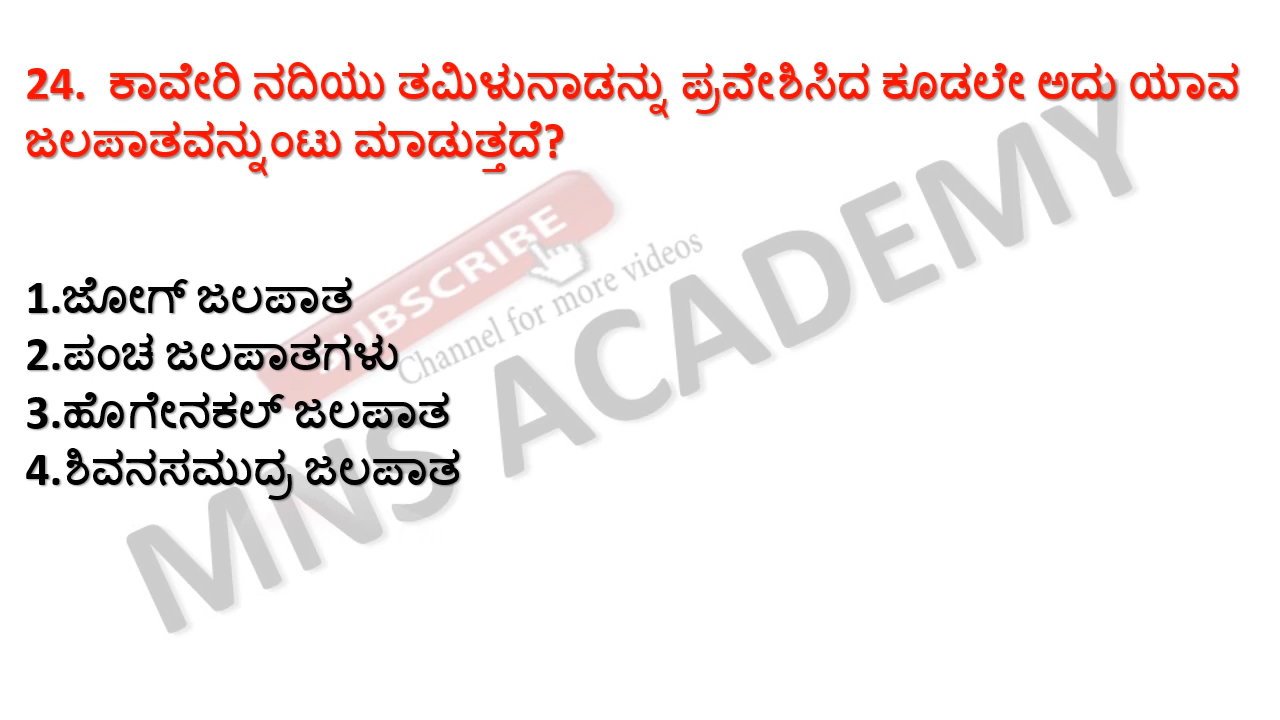 24. ಕಾವೇರಿ ನದಿಯು ತಮಿಳುನಾಡನ್ನು ಪ್ರವೇಶಿಸಿದ ಕೂಡಲೇ ಅದು ಯಾವ
ಜಲಪಾತವನ್ನುಂಟು ಮಾಡುತ್ತದೆ?
1.ಜೋಗ್ ಜಲಪಾತ
2.ಪಂಚ ಜಲಪಾತಗಳು
3.ಹೊಗೇನಕಲ್ ಜಲಪಾತ
4.ಶಿವನಸಮುದ್ರ ಜಲಪಾತ
SUBSCRIBE
Channel for more videos
MNS ACADEMY